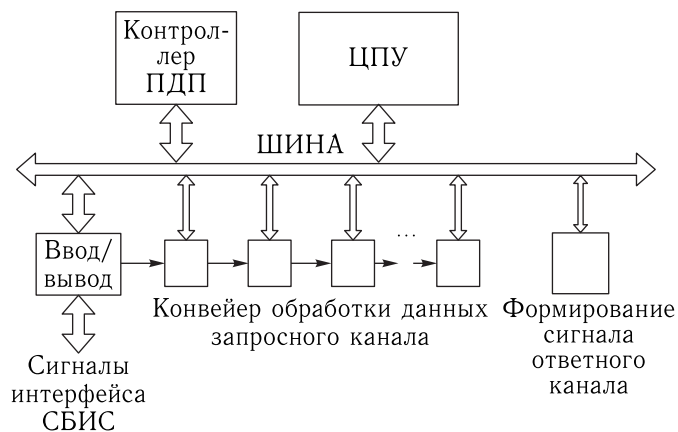 Контрол-
лер
ПДП
ЦПУ
ШИНА
Ввод/
вывод
...
Конвейер обработки данных
запросного канала
Формирование
сигнала
ответного
канала
Сигналы
интерфейса
СБИС